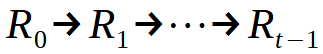 R₀ → R₁ → ⋯ → Rₜ₋₁